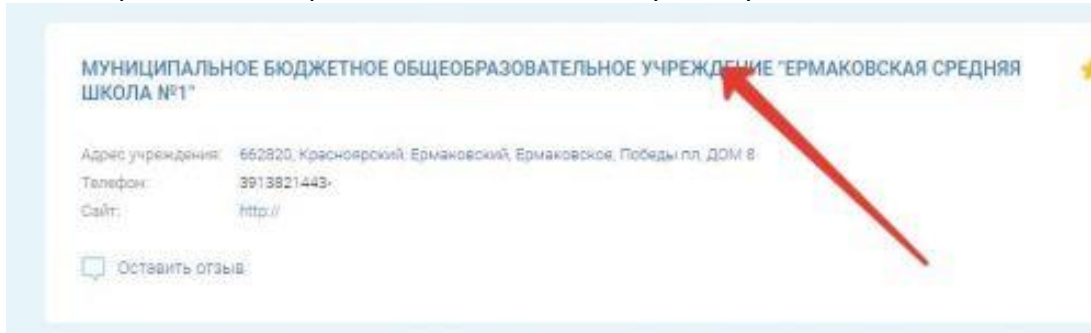 МУНИЦИПАЛЬНОЕ БЮДЖЕТНОЕ ОБЩЕОБРАЗОВАТЕЛЬНОЕ УЧРЕЖДЕНИЕ "ЕРМАКОВСКАЯ СРЕДНЯЯ
ШКОЛА №1"
Адрес учреждения: 662820, Красноярский, Ермаковский, Ермаковское, Победы пл, ДОМ 8
Телефон: 3913821443-
Сайт: http://
Оставить отзыв